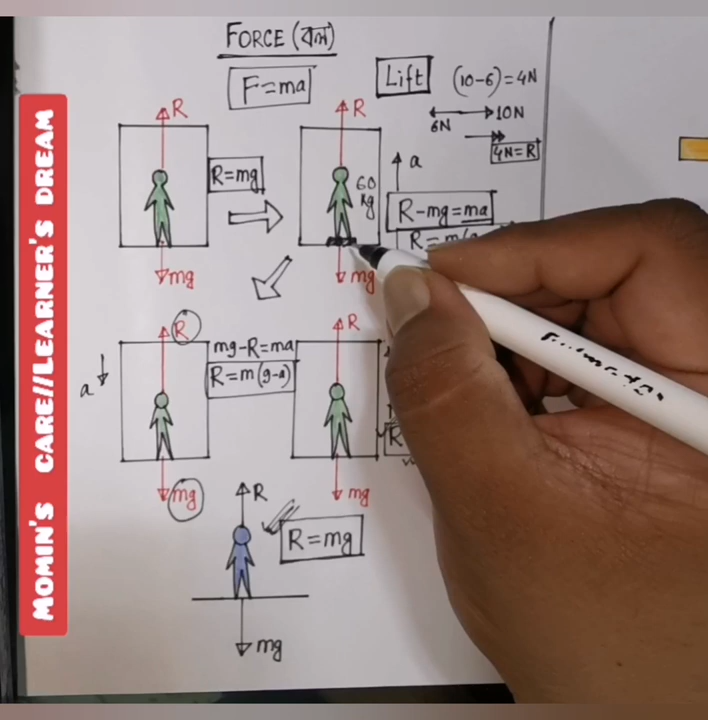 FORCE (বল)
F=ma
Lift
(10-6)=4N
6N
10N
4N=R
MOMIN'S CARE//LEARNER'S DREAM
R
R=mg
mg
R
60
kg
a
R-mg=ma
mg
R
a
mg-R=ma
R=m(g-a)
mg
R
mg
R
R=mg
mg